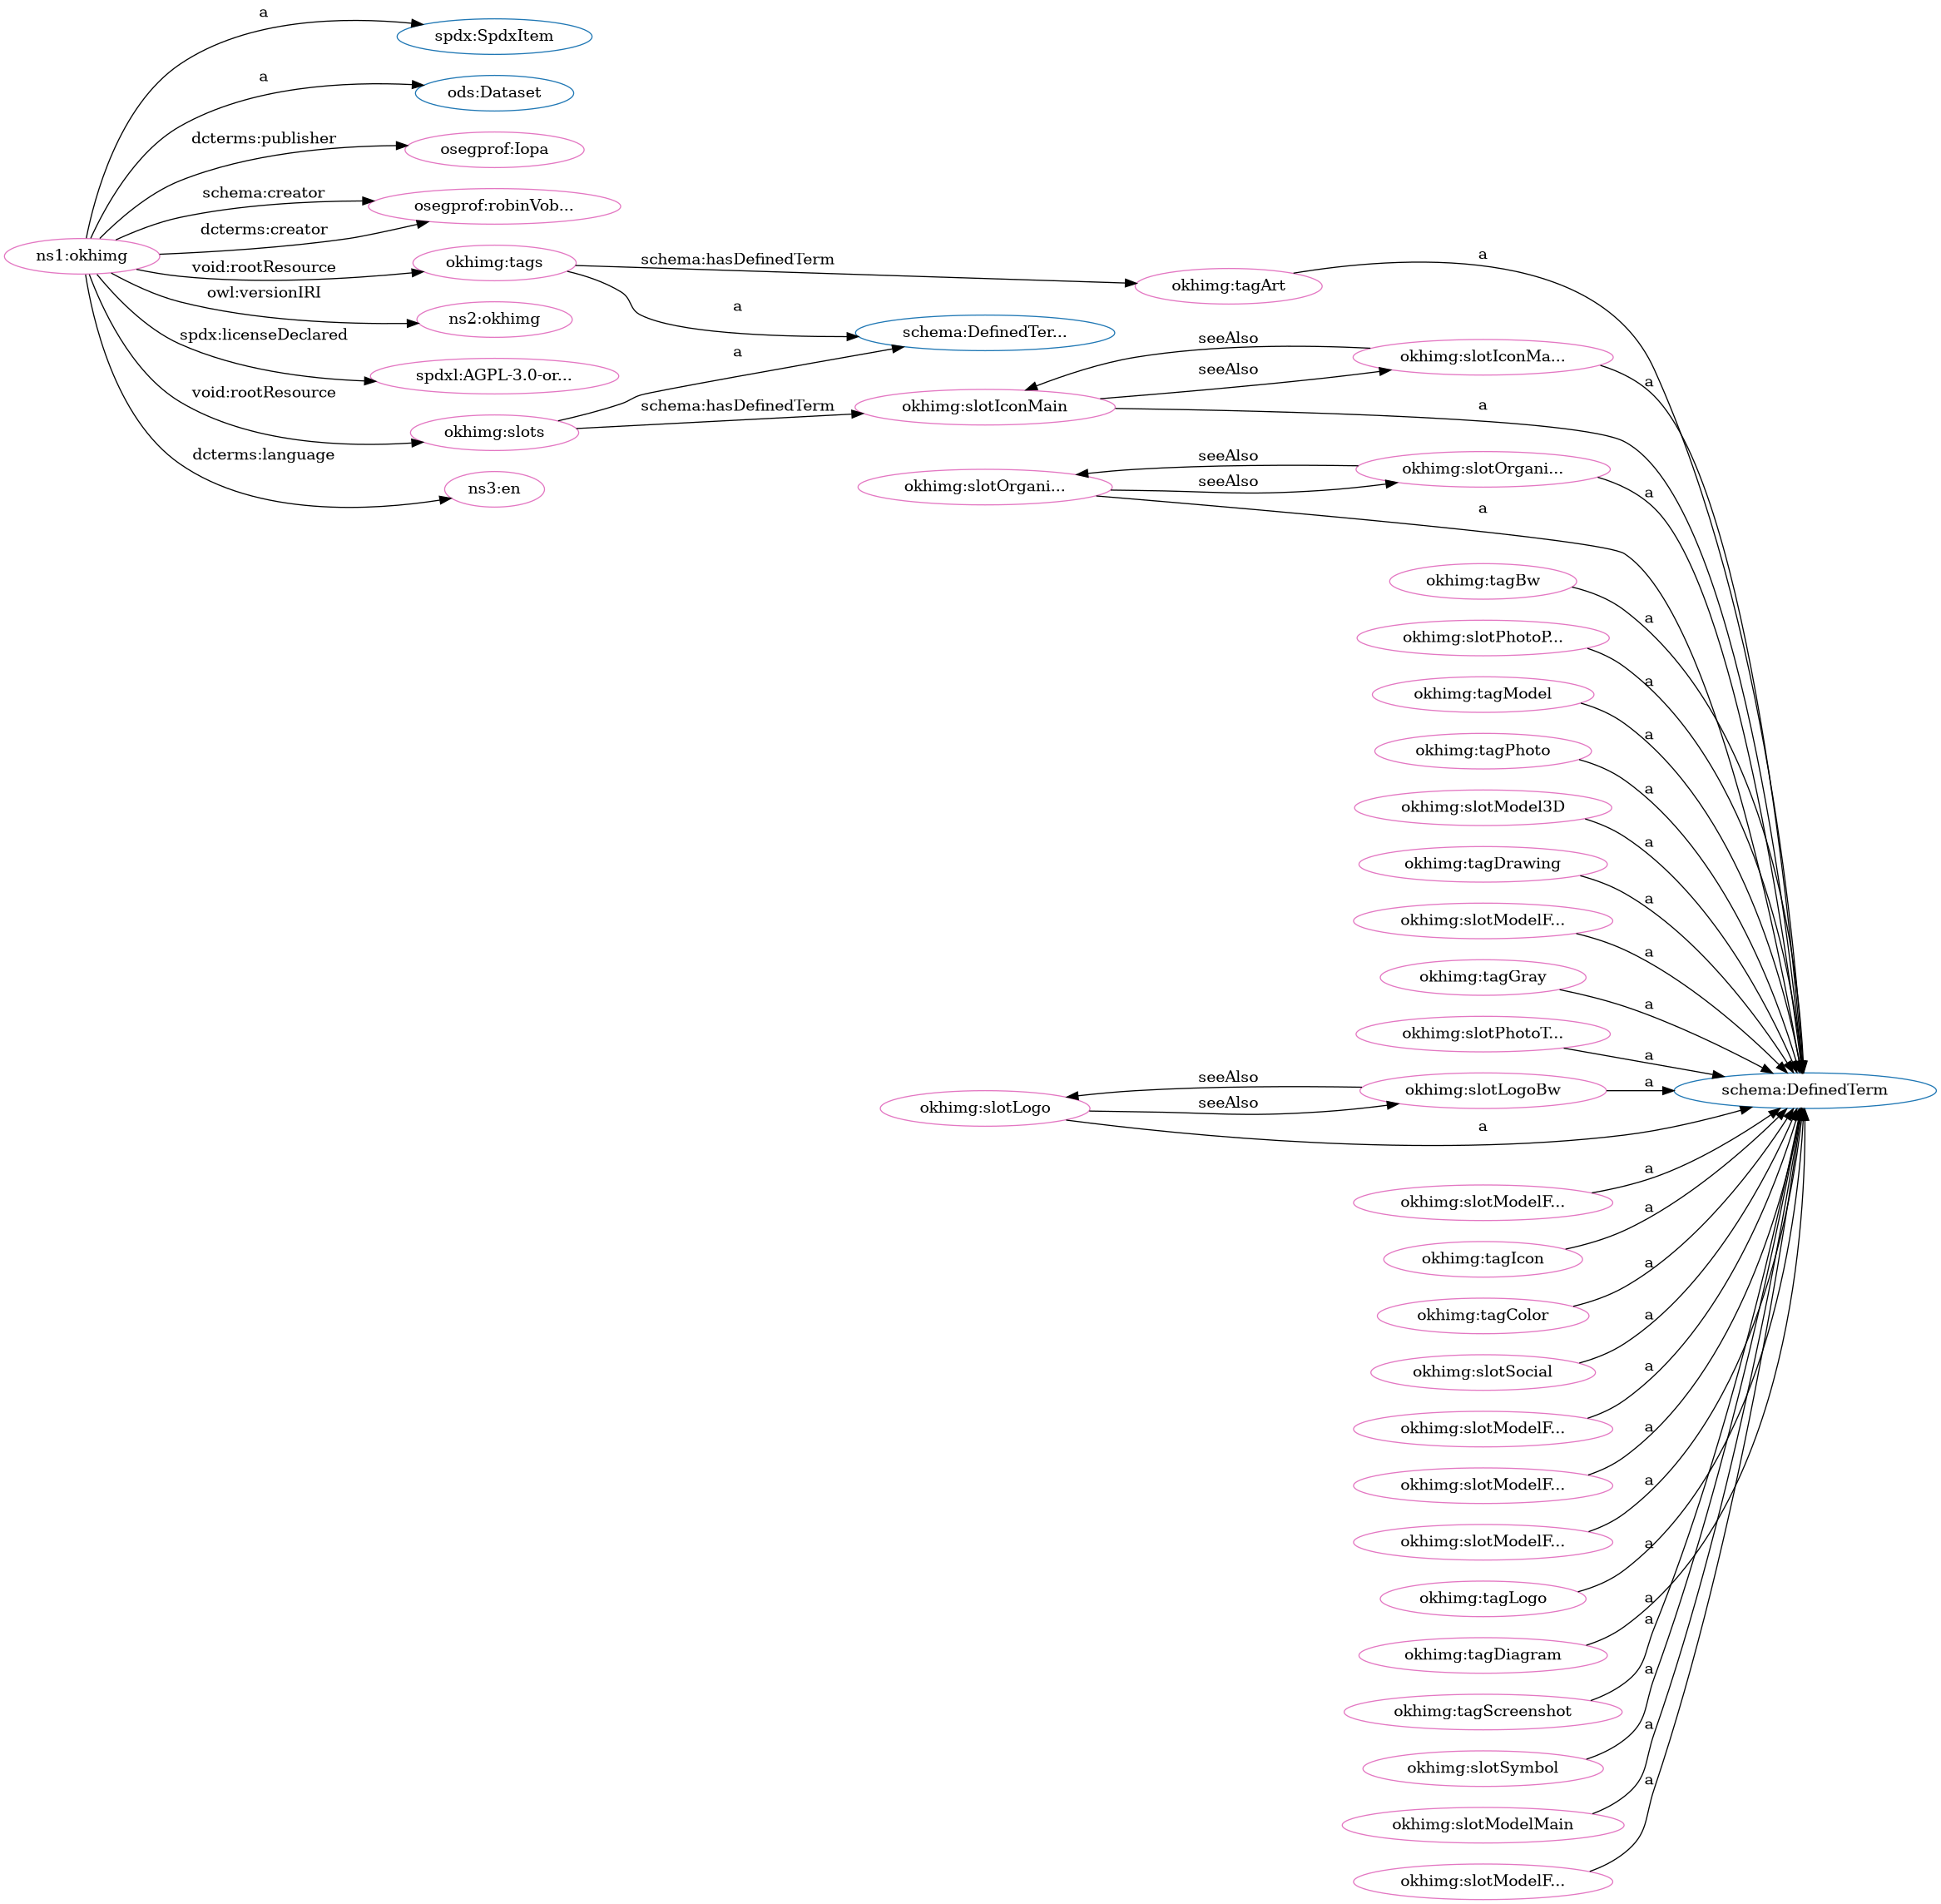 a
spdx:SpdxItem
a
ods:Dataset
dcterms:publisher
osegprof:Iopa
schema:creator
osegprof:robinVob...
dcterms:creator
ns1:okhimg
void:rootResource
okhimg:tags
owl:versionIRI
ns2:okhimg
spdx:licenseDeclared
spdxl:AGPL-3.0-or...
void:rootResource
okhimg:slots
dcterms:language
ns3:en
schema:hasDefinedTerm
okhimg:tagArt
a
a
schema:DefinedTer...
a
schema:hasDefinedTerm
okhimg:slotIconMain
seeAlso
seeAlso
okhimg:slotIconMa...
a
a
okhimg:slotOrgani...
seeAlso
seeAlso
okhimg:slotOrgani...
a
a
okhimg:tagBw
a
okhimg:slotPhotoP...
a
okhimg:tagModel
a
okhimg:tagPhoto
a
okhimg:slotModel3D
a
okhimg:tagDrawing
a
okhimg:slotModelF...
a
okhimg:tagGray
a
okhimg:slotPhotoT...
a
okhimg:slotLogo
seeAlso
seeAlso
okhimg:slotLogoBw
a
schema:DefinedTerm
a
okhimg:slotModelF...
a
okhimg:tagIcon
a
okhimg:tagColor
a
okhimg:slotSocial
a
okhimg:slotModelF...
a
okhimg:slotModelF...
a
okhimg:slotModelF...
a
okhimg:tagLogo
a
okhimg:tagDiagram
a
okhimg:tagScreenshot
a
okhimg:slotSymbol
a
okhimg:slotModelMain
a
okhimg:slotModelF...
a